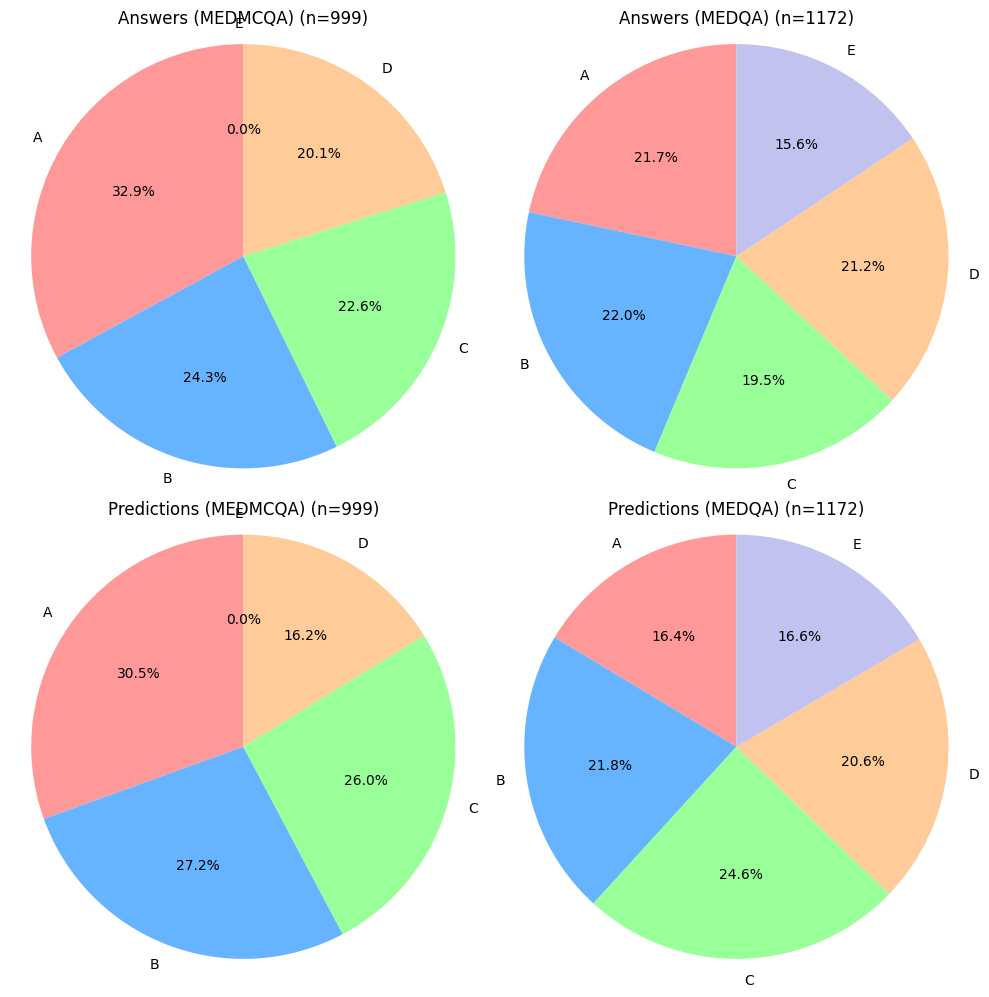 Answers (MEDMCQA) (n=999)
E
D
A
0.0%
20.1%
32.9%
22.6%
C
24.3%
B
Answers (MEDQA) (n=1172)
E
A
15.6%
21.7%
21.2%
D
22.0%
B
19.5%
C
Predictions (MEDMCQA) (n=999)
E
D
A
0.0%
16.2%
30.5%
26.0%
C
27.2%
B
Predictions (MEDQA) (n=1172)
A
E
16.4%
16.6%
21.8%
20.6%
D
B
24.6%
C